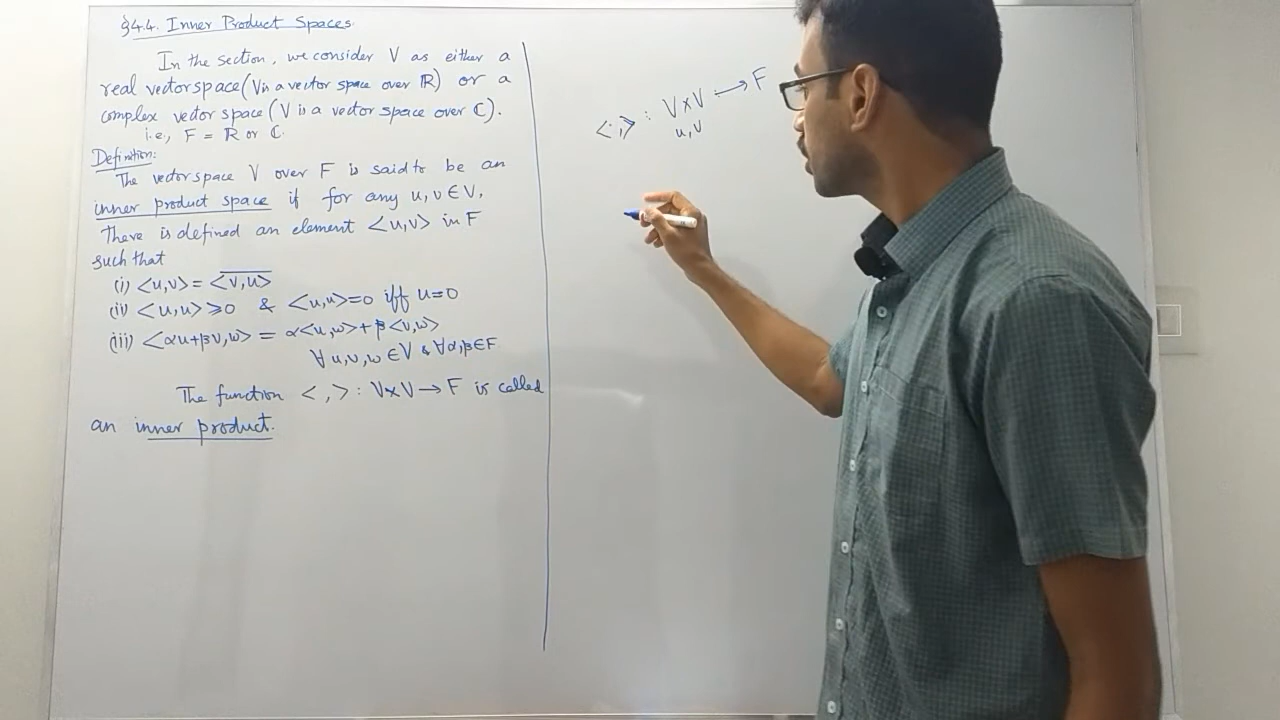 §4.4. Inner Product Spaces.
In the section, we consider V as either a
real vector space (V is a vector space over ℝ) or a
complex vector space (V is a vector space over ℂ).
i.e., F = ℝ or ℂ.
Definition:
The vector space V over F is said to be an
inner product space if for any u, v ∈ V,
There is defined an element <u,v> in F
such that
(i) <u,v> = \overline{<v,u>}
(ii) <u,u> ≥ 0 & <u,u> = 0 iff u=0
(iii) <αu+βv,w> = α<u,w> + β<v,w>
∀ u,v,w ∈ V & ∀ α,β ∈ F
The function < , > : V×V → F is called
an inner product.
<·,·> : V×V ⟼ F
u,v